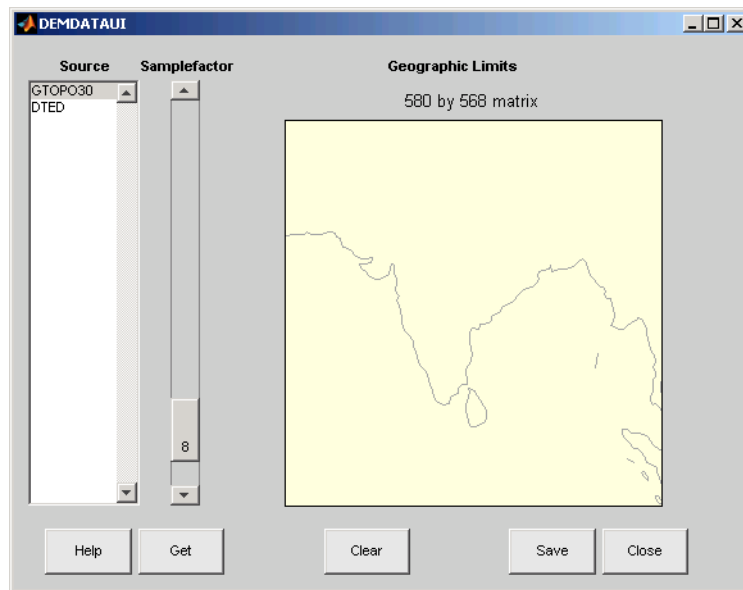 DEMDATAUI
Source Samplefactor Geographic Limits
580 by 568 matrix
GTOPO30
DTED
8
Help Get Clear Save Close